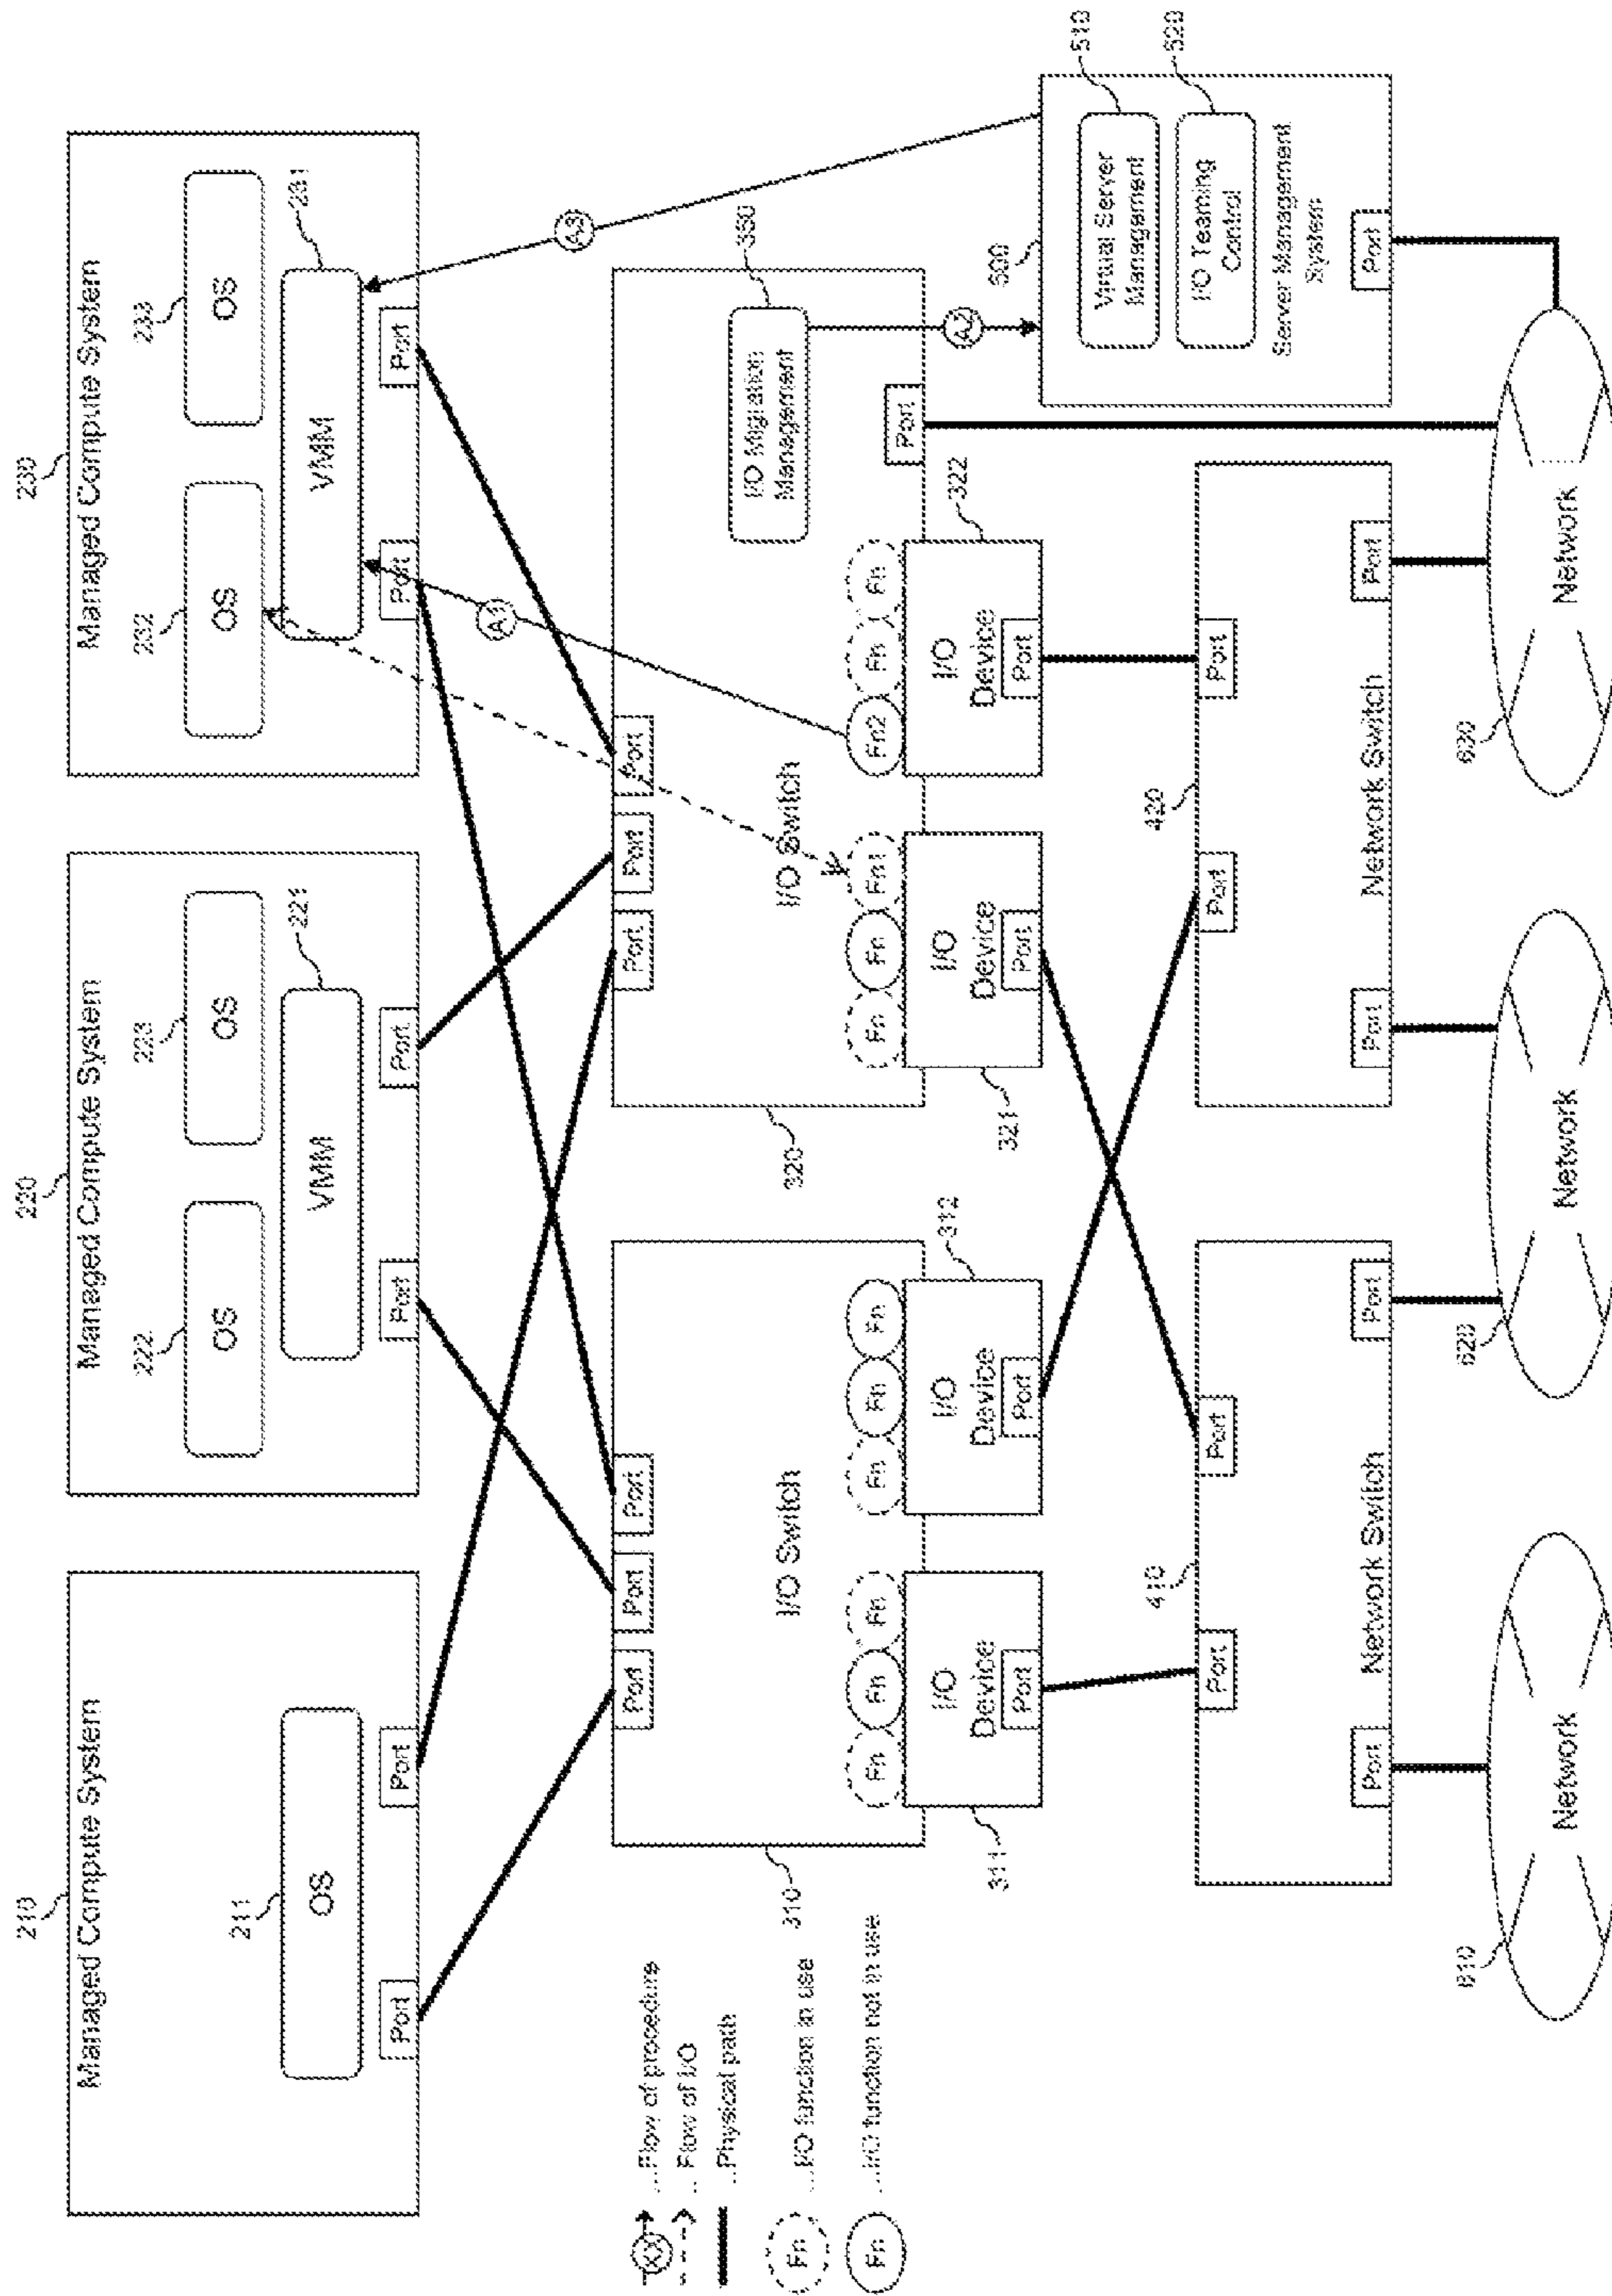 210
Managed Compute System
211
OS
Port
Port
220
Managed Compute System
222
OS
223
OS
221
VMM
Port
Port
230
Managed Compute System
232
OS
233
OS
231
VMM
Port
Port
A1
A2
A3
...Flow of procedure
... Flow of I/O
...Physical path
Fn
...I/O function in use
Fn
...I/O function not in use
310
Port
Port
Port
I/O Switch
Fn
Fn
Fn
Fn
Fn
Fn
311
I/O
Device
Port
312
I/O
Device
Port
320
Port
Port
Port
I/O Switch
350
I/O Migration
Management
Port
Fn
Fn
Fn1
Fn2
Fn
Fn
321
I/O
Device
Port
322
I/O
Device
Port
410
Port
Port
Network Switch
Port
Port
420
Port
Port
Network Switch
Port
Port
500
510
Virtual Server
Management
520
I/O Teaming
Control
Server Management
System
Port
610
Network
620
Network
630
Network